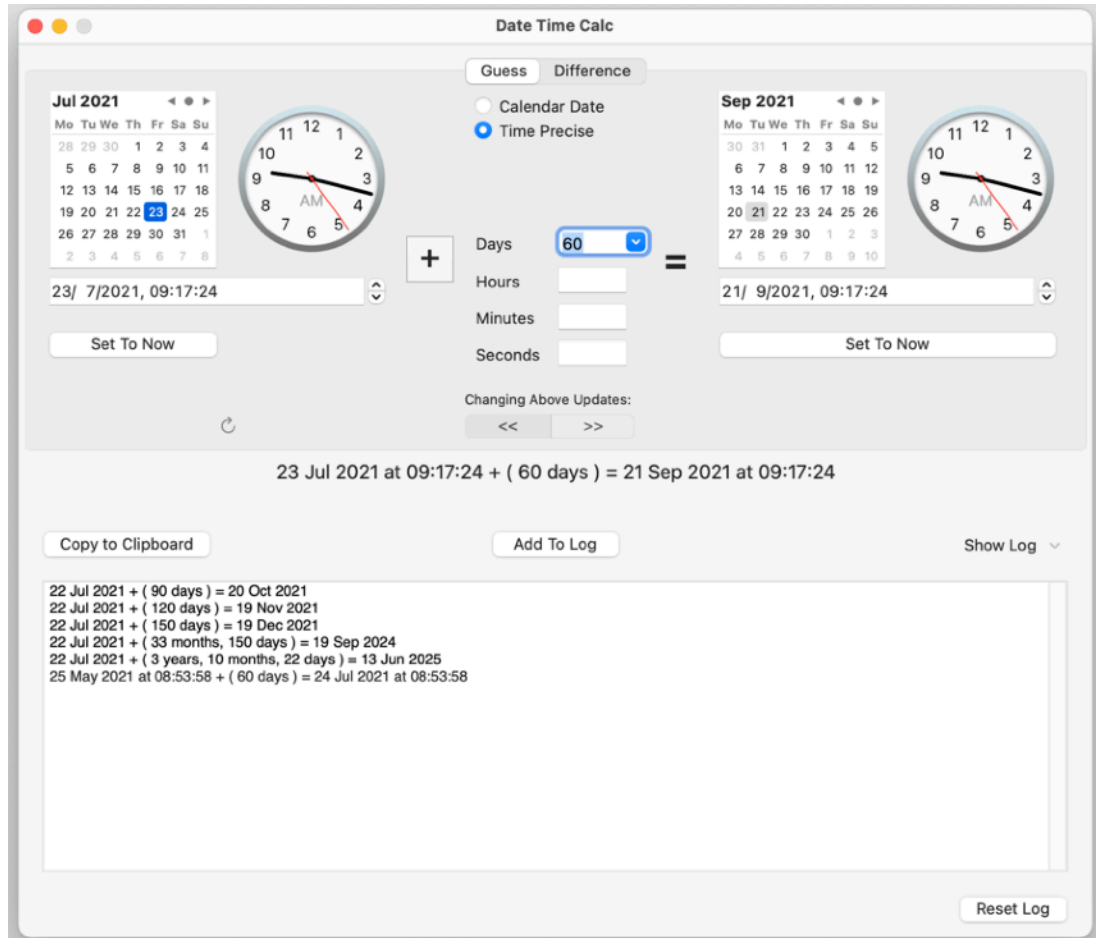 Date Time Calc
Guess Difference
Calendar Date
Time Precise
Jul 2021
Mo Tu We Th Fr Sa Su
28 29 30 1 2 3 4
5 6 7 8 9 10 11
12 13 14 15 16 17 18
19 20 21 22 23 24 25
26 27 28 29 30 31 1
2 3 4 5 6 7 8
12 1 2 3 4 5 6 7 8 9 10 11
AM
23/ 7/2021, 09:17:24
Set To Now
+
Days 60
Hours
Minutes
Seconds
Changing Above Updates:
<< >>
=
Sep 2021
Mo Tu We Th Fr Sa Su
30 31 1 2 3 4 5
6 7 8 9 10 11 12
13 14 15 16 17 18 19
20 21 22 23 24 25 26
27 28 29 30 1 2 3
4 5 6 7 8 9 10
12 1 2 3 4 5 6 7 8 9 10 11
AM
21/ 9/2021, 09:17:24
Set To Now
23 Jul 2021 at 09:17:24 + ( 60 days ) = 21 Sep 2021 at 09:17:24
Copy to Clipboard Add To Log Show Log
22 Jul 2021 + ( 90 days ) = 20 Oct 2021
22 Jul 2021 + ( 120 days ) = 19 Nov 2021
22 Jul 2021 + ( 150 days ) = 19 Dec 2021
22 Jul 2021 + ( 33 months, 150 days ) = 19 Sep 2024
22 Jul 2021 + ( 3 years, 10 months, 22 days ) = 13 Jun 2025
25 May 2021 at 08:53:58 + ( 60 days ) = 24 Jul 2021 at 08:53:58
Reset Log